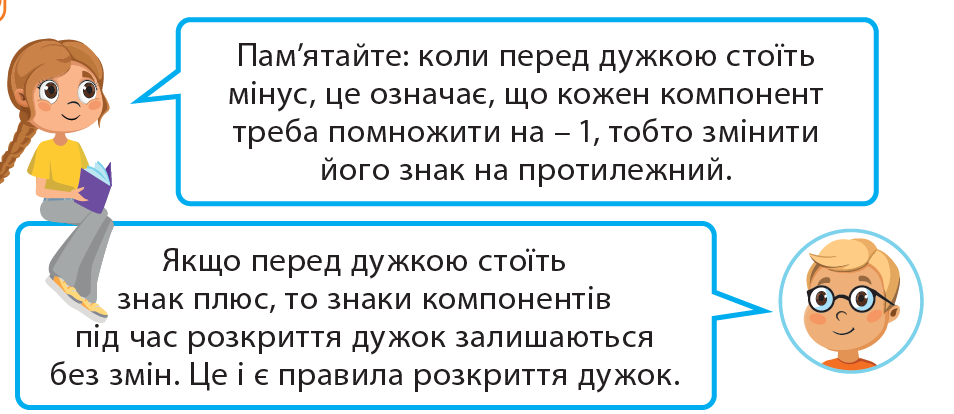 Пам’ятайте: коли перед дужкою стоїть
мінус, це означає, що кожен компонент
треба помножити на – 1, тобто змінити
його знак на протилежний.
Якщо перед дужкою стоїть
знак плюс, то знаки компонентів
під час розкриття дужок залишаються
без змін. Це і є правила розкриття дужок.